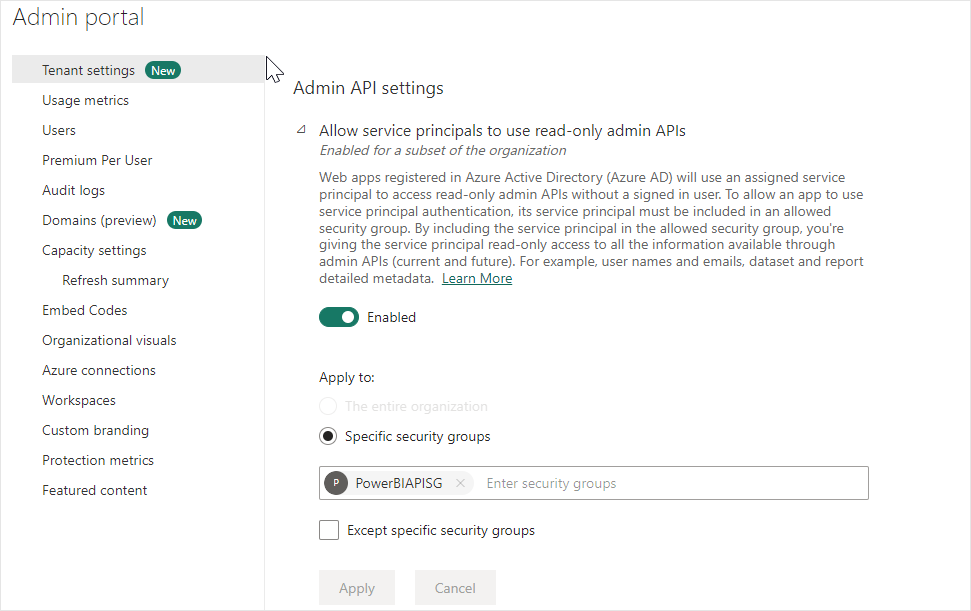 Admin portal
Tenant settings New
Usage metrics
Users
Premium Per User
Audit logs
Domains (preview) New
Capacity settings
Refresh summary
Embed Codes
Organizational visuals
Azure connections
Workspaces
Custom branding
Protection metrics
Featured content
Admin API settings
Allow service principals to use read-only admin APIs
Enabled for a subset of the organization
Web apps registered in Azure Active Directory (Azure AD) will use an assigned service
principal to access read-only admin APIs without a signed in user. To allow an app to use
service principal authentication, its service principal must be included in an allowed
security group. By including the service principal in the allowed security group, you're
giving the service principal read-only access to all the information available through
admin APIs (current and future). For example, user names and emails, dataset and report
detailed metadata. Learn More
Enabled
Apply to:
The entire organization
Specific security groups
P PowerBIAPISG Enter security groups
Except specific security groups
Apply Cancel